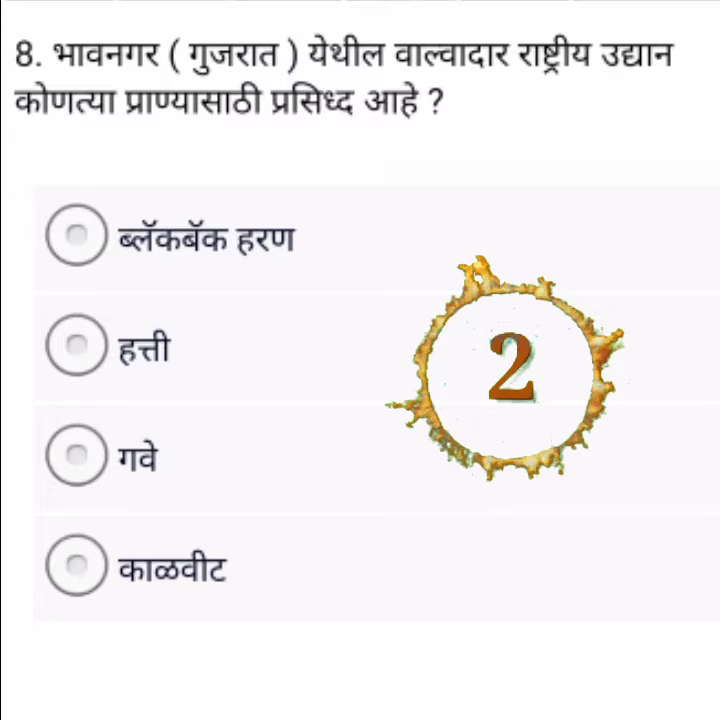 8. भावनगर ( गुजरात ) येथील वाल्वादार राष्ट्रीय उद्यान
कोणत्या प्राण्यासाठी प्रसिध्द आहे ?
ब्लॅकबॅक हरण
हत्ती
2
गवे
काळवीट